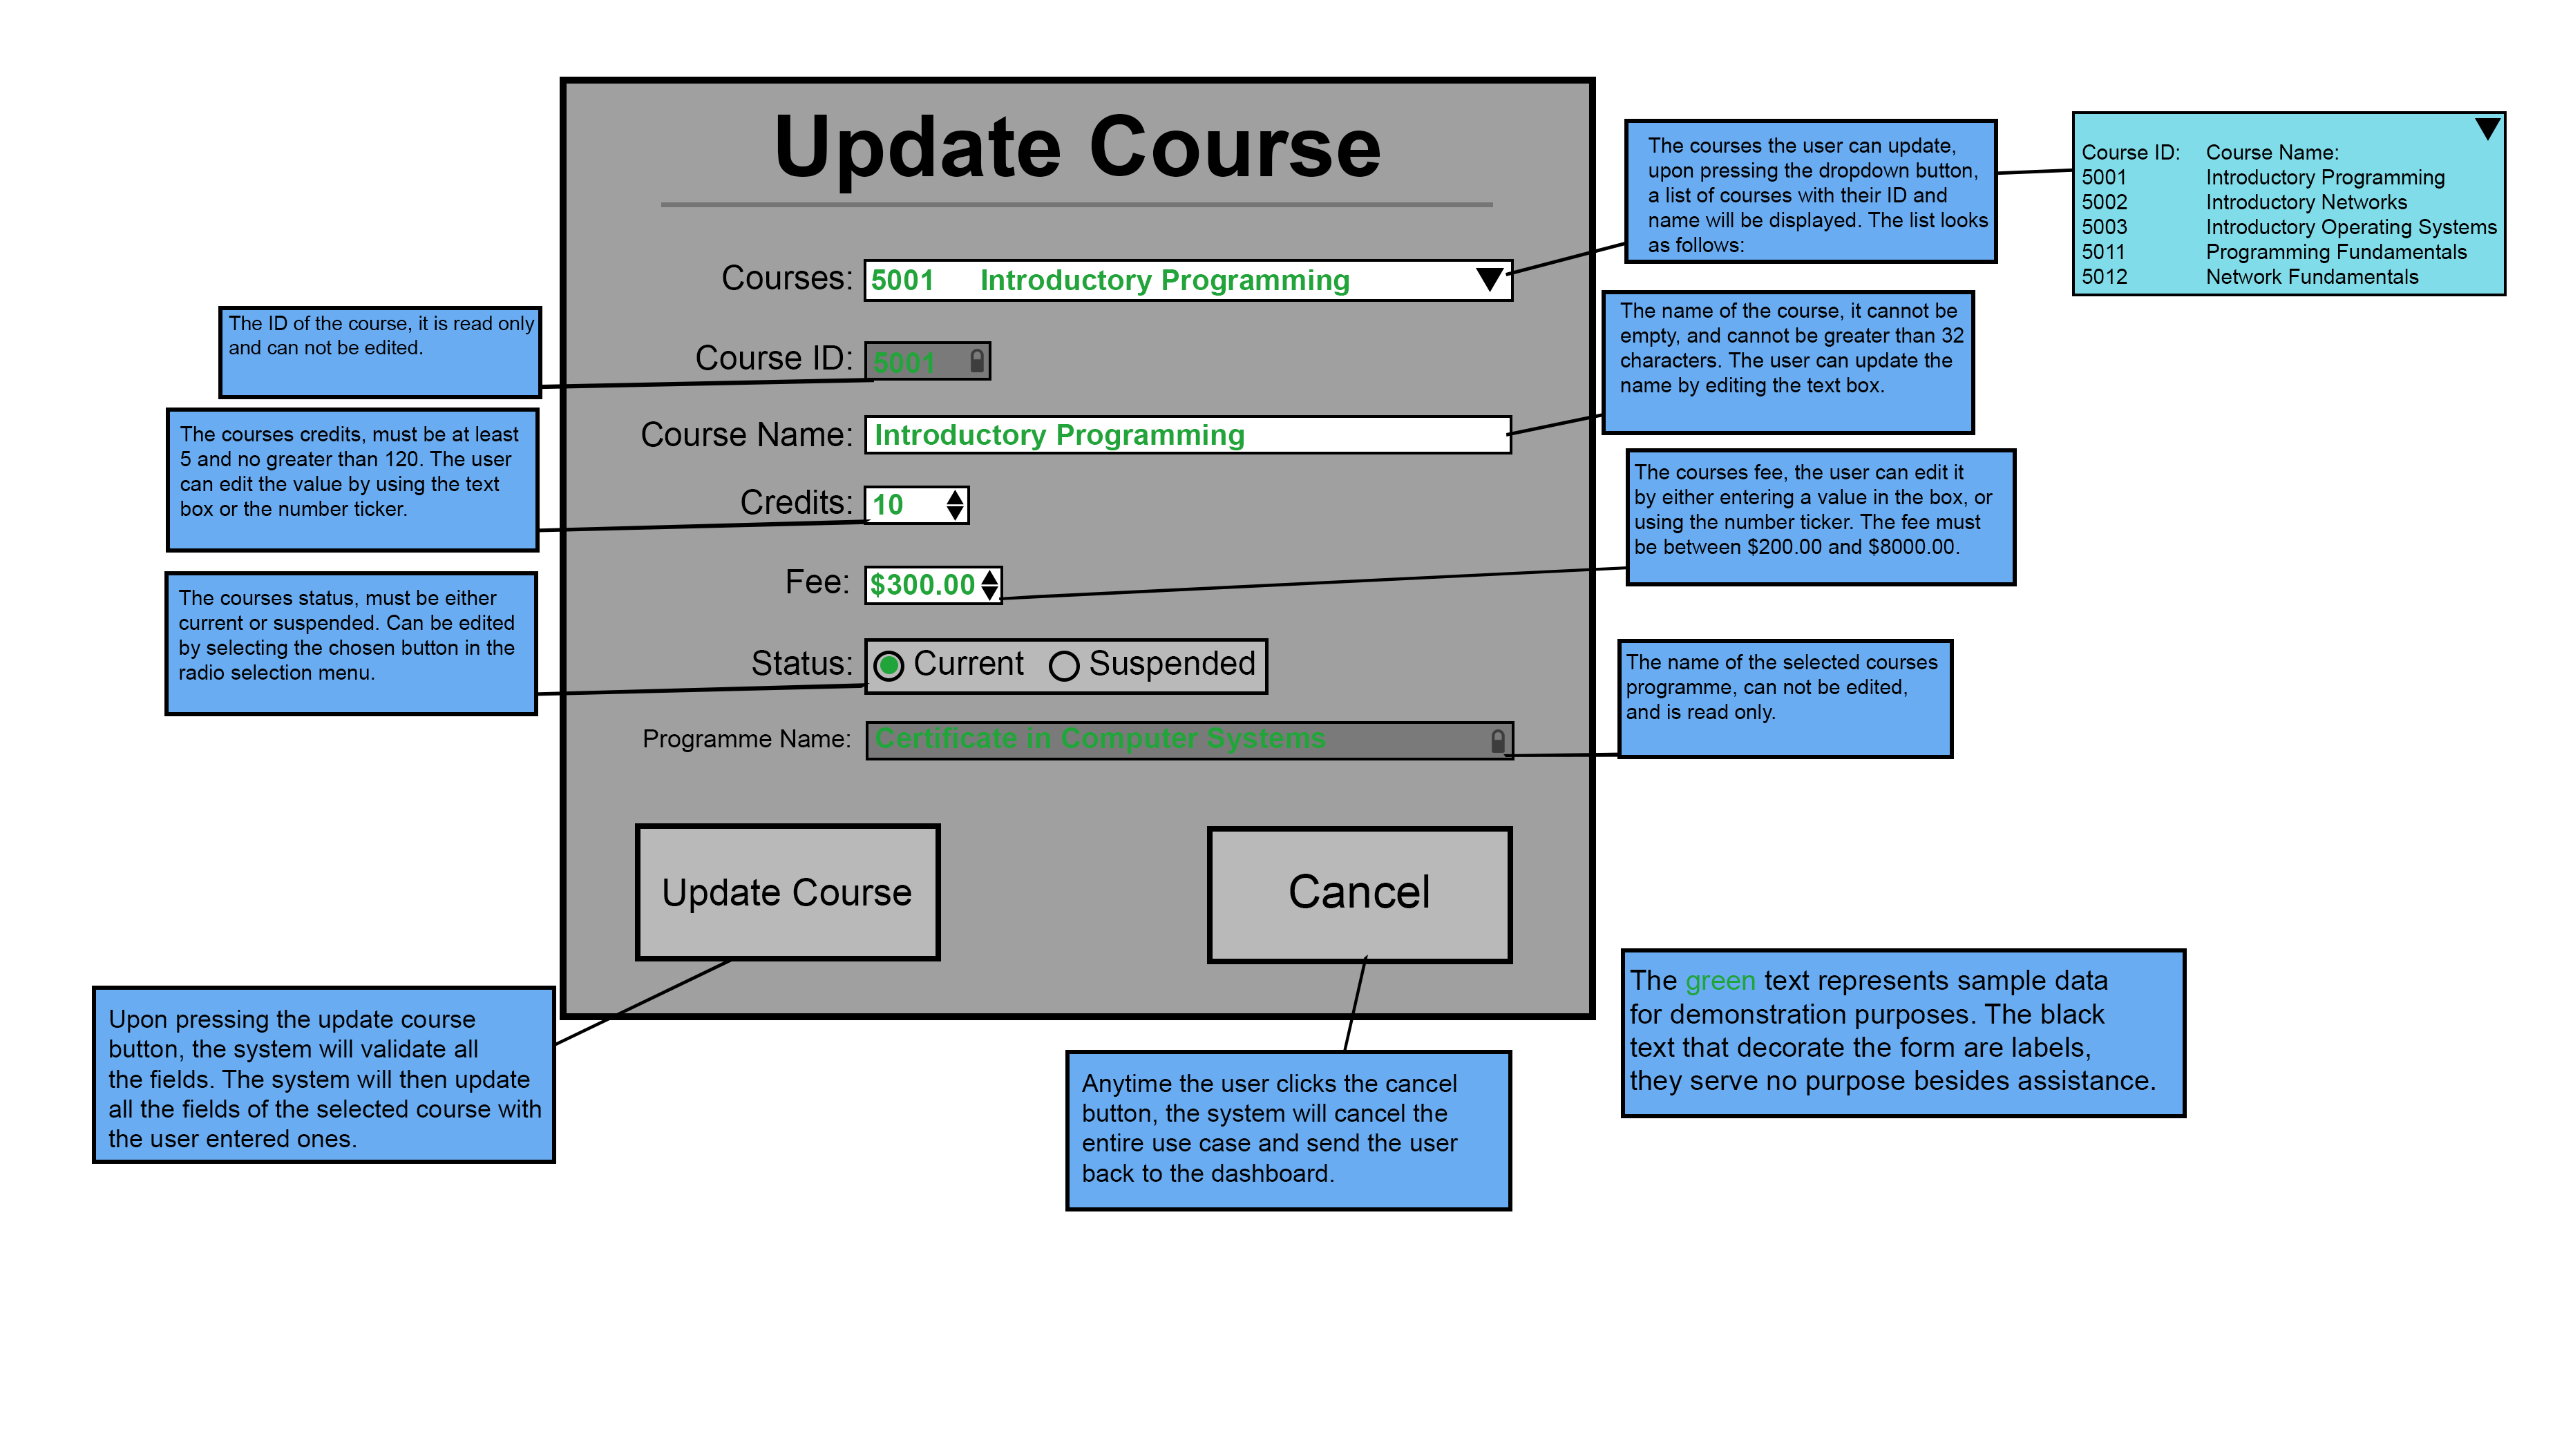 Update Course
Courses: 5001 Introductory Programming
Course ID: 5001
Course Name: Introductory Programming
Credits: 10
Fee: $300.00
Status: Current Suspended
Programme Name: Certificate in Computer Systems
Update Course
Cancel
The ID of the course, it is read only
and can not be edited.
The courses credits, must be at least
5 and no greater than 120. The user
can edit the value by using the text
box or the number ticker.
The courses status, must be either
current or suspended. Can be edited
by selecting the chosen button in the
radio selection menu.
Upon pressing the update course
button, the system will validate all
the fields. The system will then update
all the fields of the selected course with
the user entered ones.
Anytime the user clicks the cancel
button, the system will cancel the
entire use case and send the user
back to the dashboard.
The courses the user can update,
upon pressing the dropdown button,
a list of courses with their ID and
name will be displayed. The list looks
as follows:
Course ID: Course Name:
5001 Introductory Programming
5002 Introductory Networks
5003 Introductory Operating Systems
5011 Programming Fundamentals
5012 Network Fundamentals
The name of the course, it cannot be
empty, and cannot be greater than 32
characters. The user can update the
name by editing the text box.
The courses fee, the user can edit it
by either entering a value in the box, or
using the number ticker. The fee must
be between $200.00 and $8000.00.
The name of the selected courses
programme, can not be edited,
and is read only.
The green text represents sample data
for demonstration purposes. The black
text that decorate the form are labels,
they serve no purpose besides assistance.